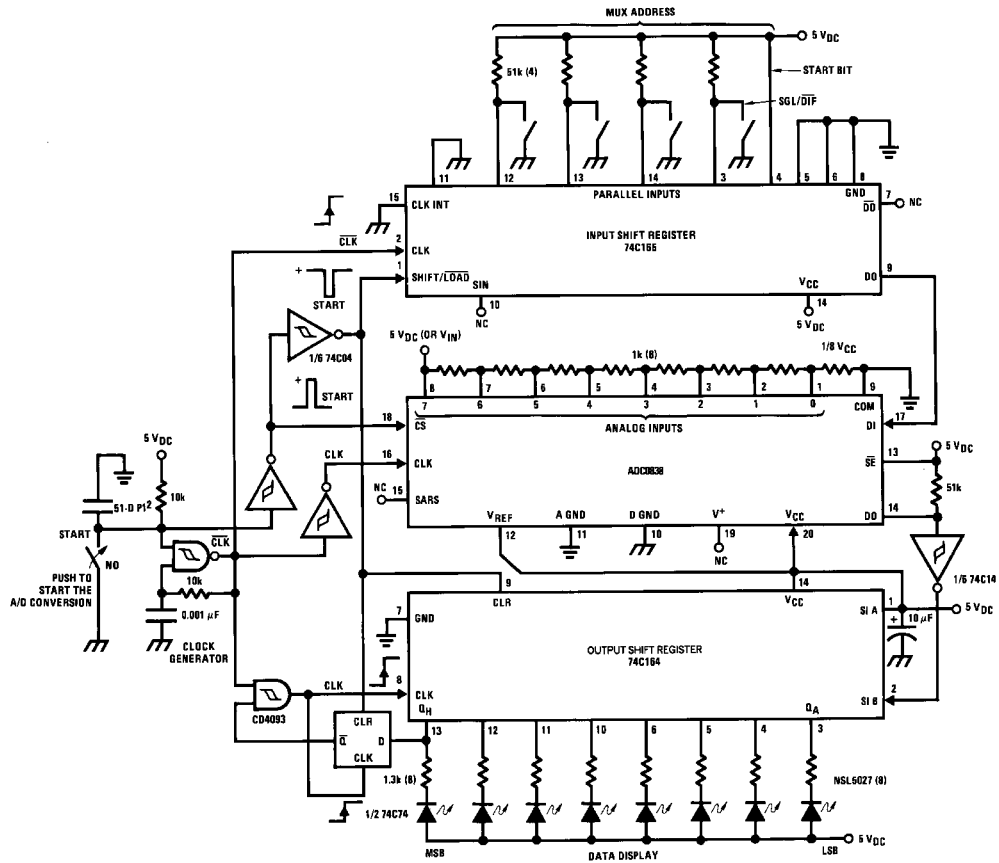 MUX ADDRESS
5 VDC
51k (4)
START BIT
SGL/DIF
11
12
13
14
3
4
5
6
8
PARALLEL INPUTS
GND
15
CLK INT
7
DO
NC
INPUT SHIFT REGISTER
74C165
CLK
2
CLK
1
SHIFT/LOAD
9
DO
SIN
VCC
10
NC
14
5 VDC
+
START
1/6 74C04
+
START
5 VDC (OR VIN)
1k (8)
1/8 VCC
8
7
6
5
4
3
2
1
9
7
6
5
4
3
2
1
0
COM
ANALOG INPUTS
18
CS
17
DI
CLK
16
CLK
ADC0838
13
SE
5 VDC
51k
NC
15
SARS
14
DO
VREF
A GND
D GND
V+
VCC
12
11
10
19
NC
20
1/6 74C14
5 VDC
10k
51-D P12
START
CLK
NO
PUSH TO
START THE
A/D CONVERSION
10k
0.001 µF
CLOCK
GENERATOR
9
CLR
14
VCC
7
GND
1
SI A
5 VDC
+
10 µF
OUTPUT SHIFT REGISTER
74C164
CLK
8
CLK
2
SI B
QH
QA
CD4093
CLR
Q
D
CLK
13
12
11
10
6
5
4
3
1.3k (8)
NSL5027 (8)
1/2 74C74
MSB
DATA DISPLAY
LSB
5 VDC